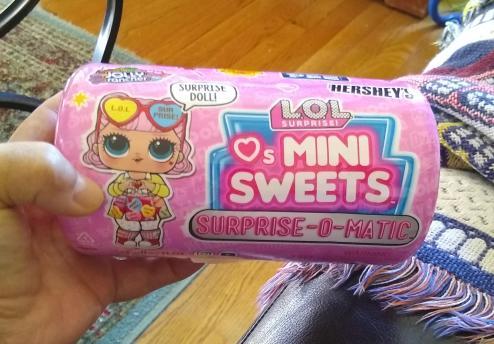 JOLLY
RANCHER
SURPRISE
DOLL!
L.O.L
SUR
PRISE!
PEZ
HERSHEY'S
L.O.L
SURPRISE!
♡s MINI
SWEETS
SURPRISE-O-MATIC